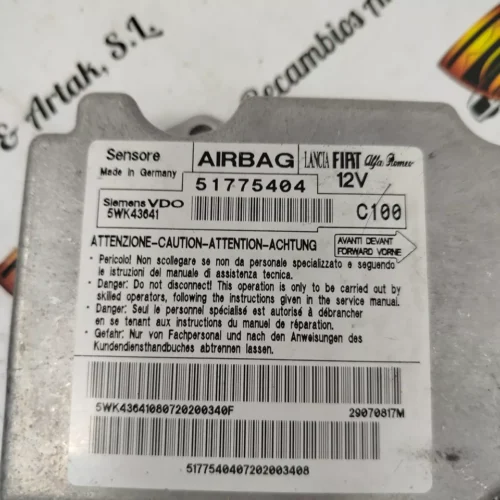 & Artak, S.L.
Recambios
Sensore AIRBAG LANCIA FIAT Alfa Romeo
Made in Germany 51775404 12V
Siemens VDO
5WK43641 C100
ATTENZIONE-CAUTION-ATTENTION-ACHTUNG
AVANTI DEVANT
FORWARD VORNE
- Pericolo! Non scollegare se non da personale specializzato e seguendo
le istruzioni del manuale di assistenza tecnica.
- Danger: Do not disconnect! This operation is only to be carried out by
skilled operators, following the instructions given in the service manual.
- Danger: Seul le personnel spécialisé est autorisé à débrancher
en se tenant aux instructions du manuel de réparation.
- Gefahr: Nur von Fachpersonal und nach den Anweisungen des
Kundendiensthandbuches abtrennen lassen.
5WK43641080720200340F 29070817M
5177540407202003408